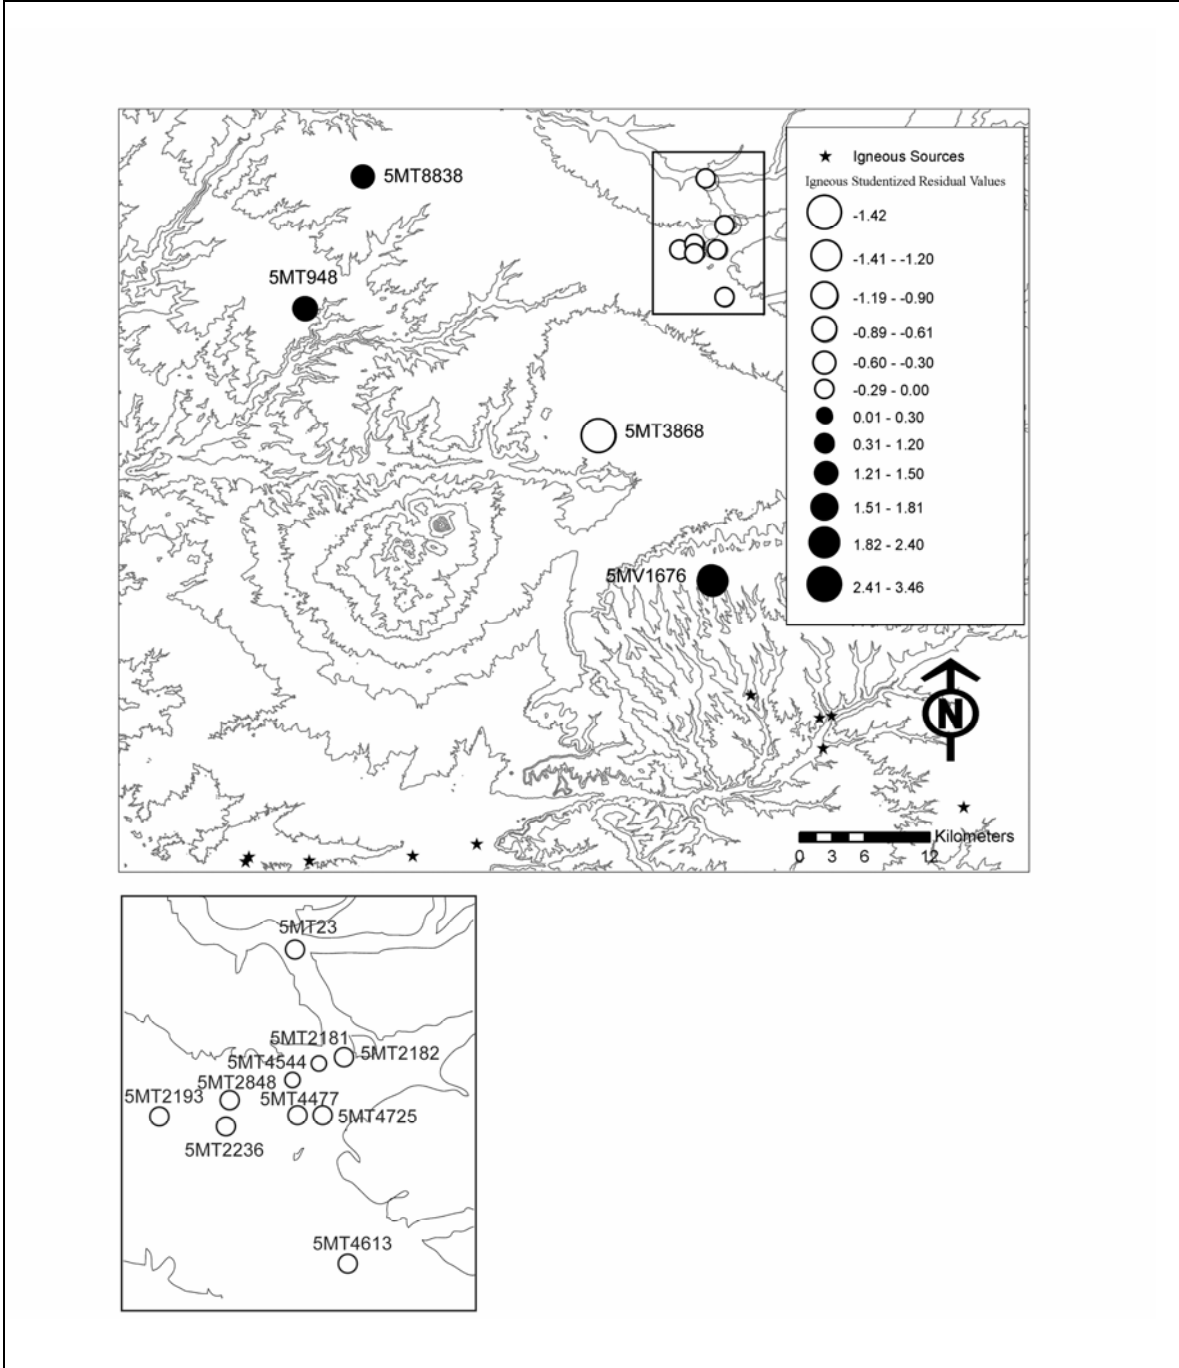 5MT8838
5MT948
5MT3868
5MV1676
Igneous Sources
Igneous Studentized Residual Values
-1.42
-1.41 - -1.20
-1.19 - -0.90
-0.89 - -0.61
-0.60 - -0.30
-0.29 - 0.00
0.01 - 0.30
0.31 - 1.20
1.21 - 1.50
1.51 - 1.81
1.82 - 2.40
2.41 - 3.46
N
Kilometers
0 3 6 12
5MT23
5MT2181
5MT2182
5MT4544
5MT2848
5MT2193
5MT4477
5MT4725
5MT2236
5MT4613